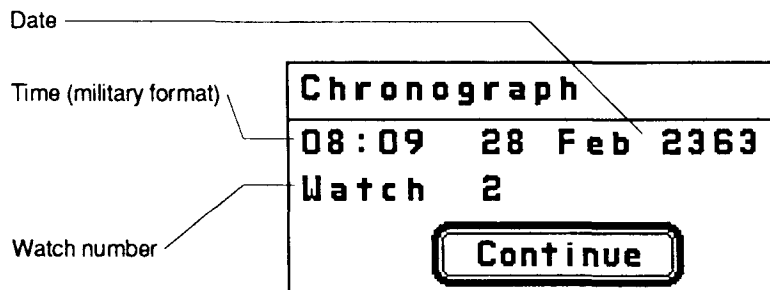 Date
Time (military format)
Chronograph
08:09 28 Feb 2363
Watch 2
Watch number
Continue